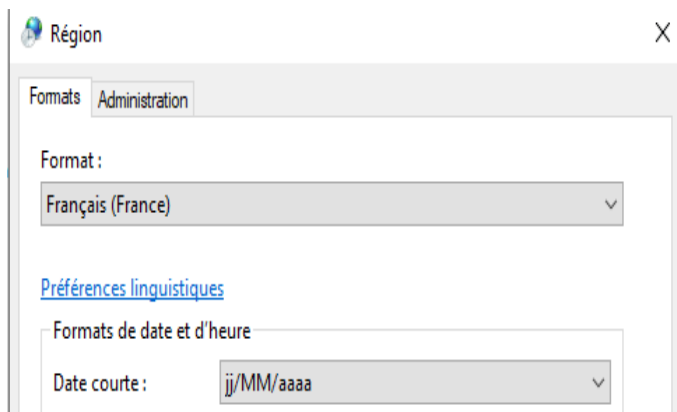 Région
Formats Administration
Format :
Français (France)
Préférences linguistiques
Formats de date et d'heure
Date courte : jj/MM/aaaa